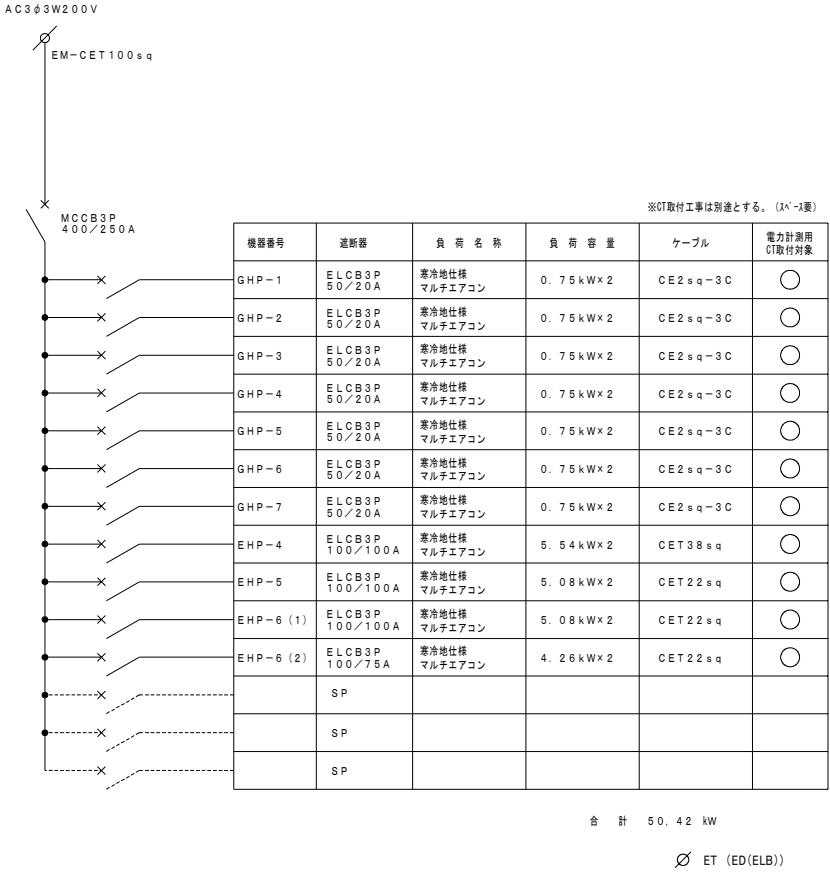 AC3φ3W200V
EM−CET100sq
MCCB3P
400/250A
※CT取付工事は別途とする。（スペース要）
機器番号 遮断器 負荷名称 負荷容量 ケーブル 電力計測用
CT取付対象
GHP−1 ELCB3P
50/20A 寒冷地仕様
マルチエアコン 0.75kW×2 CE2sq−3C ○
GHP−2 ELCB3P
50/20A 寒冷地仕様
マルチエアコン 0.75kW×2 CE2sq−3C ○
GHP−3 ELCB3P
50/20A 寒冷地仕様
マルチエアコン 0.75kW×2 CE2sq−3C ○
GHP−4 ELCB3P
50/20A 寒冷地仕様
マルチエアコン 0.75kW×2 CE2sq−3C ○
GHP−5 ELCB3P
50/20A 寒冷地仕様
マルチエアコン 0.75kW×2 CE2sq−3C ○
GHP−6 ELCB3P
50/20A 寒冷地仕様
マルチエアコン 0.75kW×2 CE2sq−3C ○
GHP−7 ELCB3P
50/20A 寒冷地仕様
マルチエアコン 0.75kW×2 CE2sq−3C ○
EHP−4 ELCB3P
100/100A 寒冷地仕様
マルチエアコン 5.54kW×2 CET38sq ○
EHP−5 ELCB3P
100/100A 寒冷地仕様
マルチエアコン 5.08kW×2 CET22sq ○
EHP−6(1) ELCB3P
100/100A 寒冷地仕様
マルチエアコン 5.08kW×2 CET22sq ○
EHP−6(2) ELCB3P
100/75A 寒冷地仕様
マルチエアコン 4.26kW×2 CET22sq ○
SP
SP
SP
合計 50,42 kW
ET (ED(ELB))